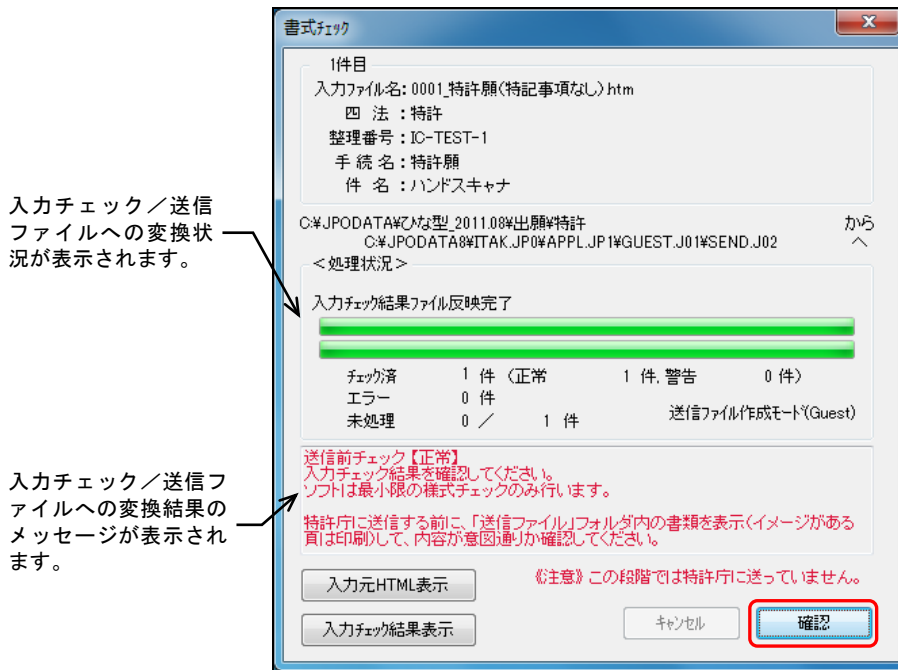 書式ﾁｪｯｸ
1件目
入力ﾌｧｲﾙ名: 0001_特許願(特記事項なし).htm
四 法 : 特許
整理番号 : IC-TEST-1
手 続 名 : 特許願
件 名 : ハンドスキャナ
入力チェック／送信
ファイルへの変換状
況が表示されます。
C:¥JPODATA¥ひな型_2011.08¥出願¥特許 から
C:¥JPODATA8¥ITAK.JP0¥APPL.JP1¥GUEST.J01¥SEND.J02 へ
＜処理状況＞
入力ﾁｪｯｸ結果ﾌｧｲﾙ反映完了
ﾁｪｯｸ済 1 件 (正常 1 件, 警告 0 件)
エラー 0 件
未処理 0 ／ 1 件 送信ﾌｧｲﾙ作成ﾓｰﾄﾞ(Guest)
送信前チェック【正常】
入力チェック結果を確認してください。
ソフトは最小限の様式チェックのみ行います。
特許庁に送信する前に、「送信ファイル」フォルダ内の書類を表示(イメージがある
頁は印刷)して、内容が意図通りか確認してください。
入力チェック／送信フ
ァイルへの変換結果の
メッセージが表示され
ます。
入力元HTML表示
《注意》 この段階では特許庁に送っていません。
入力ﾁｪｯｸ結果表示
ｷｬﾝｾﾙ
確認